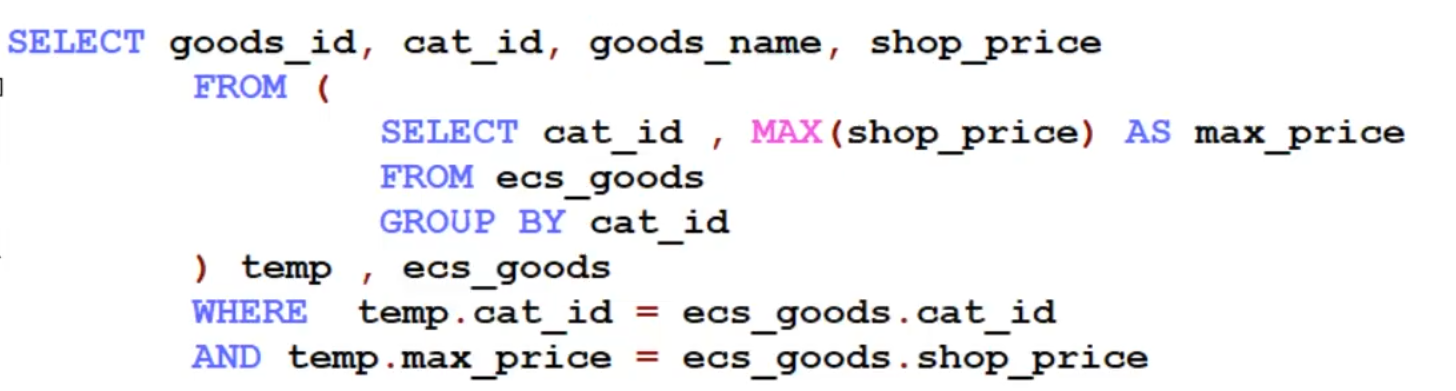 SELECT goods_id, cat_id, goods_name, shop_price
FROM (
SELECT cat_id , MAX(shop_price) AS max_price
FROM ecs_goods
GROUP BY cat_id
) temp , ecs_goods
WHERE temp.cat_id = ecs_goods.cat_id
AND temp.max_price = ecs_goods.shop_price